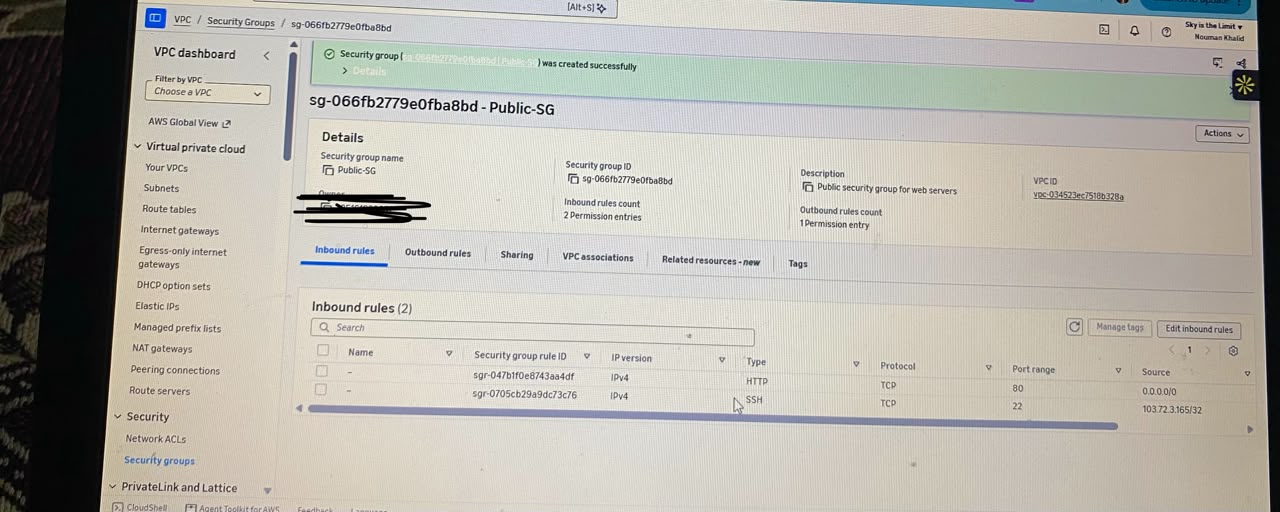 [Alt+S]
VPC / Security Groups / sg-066fb2779e0fba8bd
Sky is the Limit
Nouman Khalid
VPC dashboard
Filter by VPC
Choose a VPC
AWS Global View
Virtual private cloud
Your VPCs
Subnets
Route tables
Internet gateways
Egress-only internet
gateways
DHCP option sets
Elastic IPs
Managed prefix lists
NAT gateways
Peering connections
Route servers
Security
Network ACLs
Security groups
PrivateLink and Lattice
Security group (sg-066fb2779e0fba8bd | Public-SG) was created successfully
Details
sg-066fb2779e0fba8bd - Public-SG
Actions
Details
Security group name
Public-SG
Security group ID
sg-066fb2779e0fba8bd
Description
Public security group for web servers
VPC ID
vpc-034523ec7518b328a
Owner
Inbound rules count
2 Permission entries
Outbound rules count
1 Permission entry
Inbound rules Outbound rules Sharing VPC associations Related resources - new Tags
Inbound rules (2)
Search
Manage tags Edit inbound rules
1
Name Security group rule ID IP version Type Protocol Port range Source
- sgr-047b1f0e8743aa4df IPv4 HTTP TCP 80 0.0.0.0/0
- sgr-0705cb29a9dc73c76 IPv4 SSH TCP 22 103.72.3.165/32
CloudShell Agent Toolkit for AWS Feedback Language